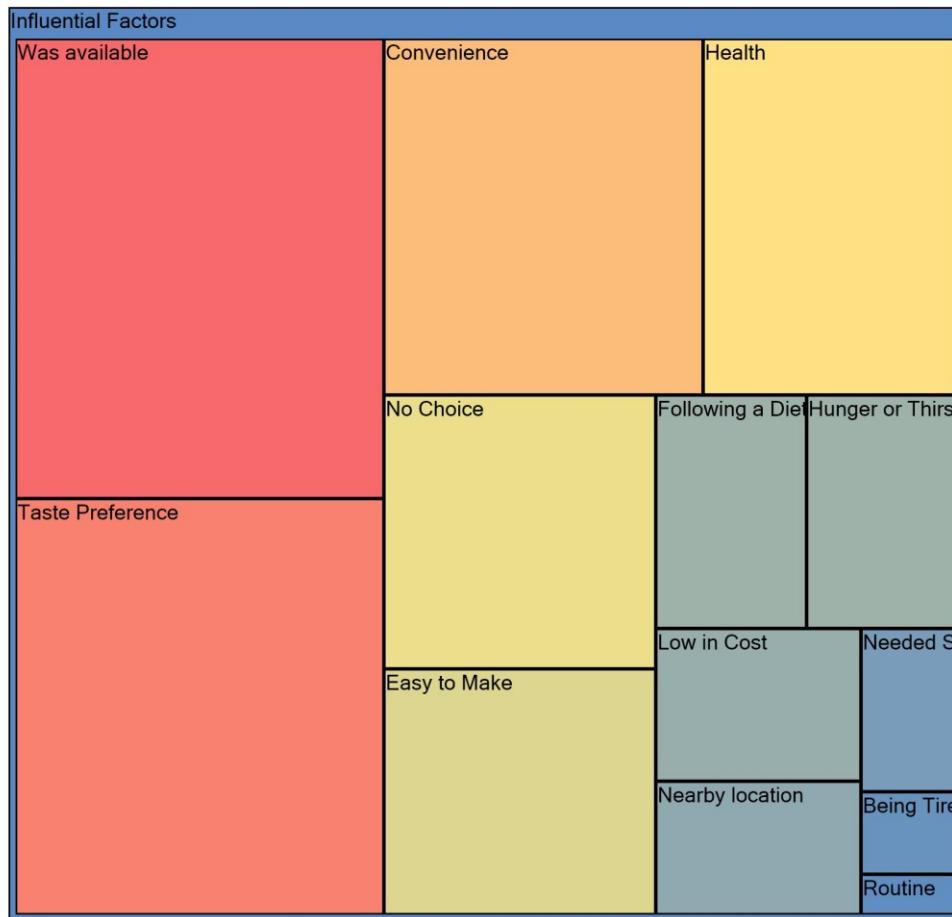 Influential Factors
Was available
Convenience
Health
No Choice
Following a Diet
Hunger or Thirs
Taste Preference
Low in Cost
Needed S
Easy to Make
Nearby location
Being Tire
Routine